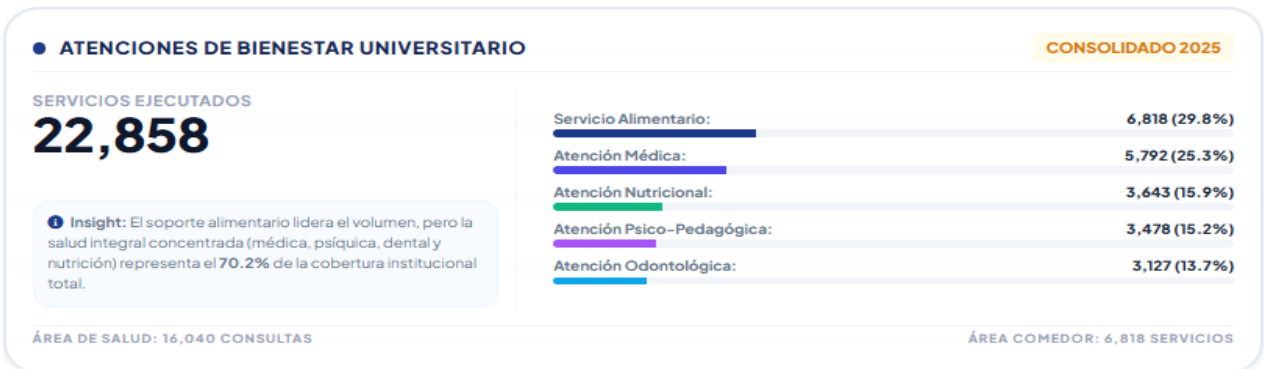 ATENCIONES DE BIENESTAR UNIVERSITARIO
CONSOLIDADO 2025
SERVICIOS EJECUTADOS
22,858
Insight: El soporte alimentario lidera el volumen, pero la
salud integral concentrada (médica, psíquica, dental y
nutrición) representa el 70.2% de la cobertura institucional
total.
Servicio Alimentario: 6,818 (29.8%)
Atención Médica: 5,792 (25.3%)
Atención Nutricional: 3,643 (15.9%)
Atención Psico-Pedagógica: 3,478 (15.2%)
Atención Odontológica: 3,127 (13.7%)
ÁREA DE SALUD: 16,040 CONSULTAS
ÁREA COMEDOR: 6,818 SERVICIOS